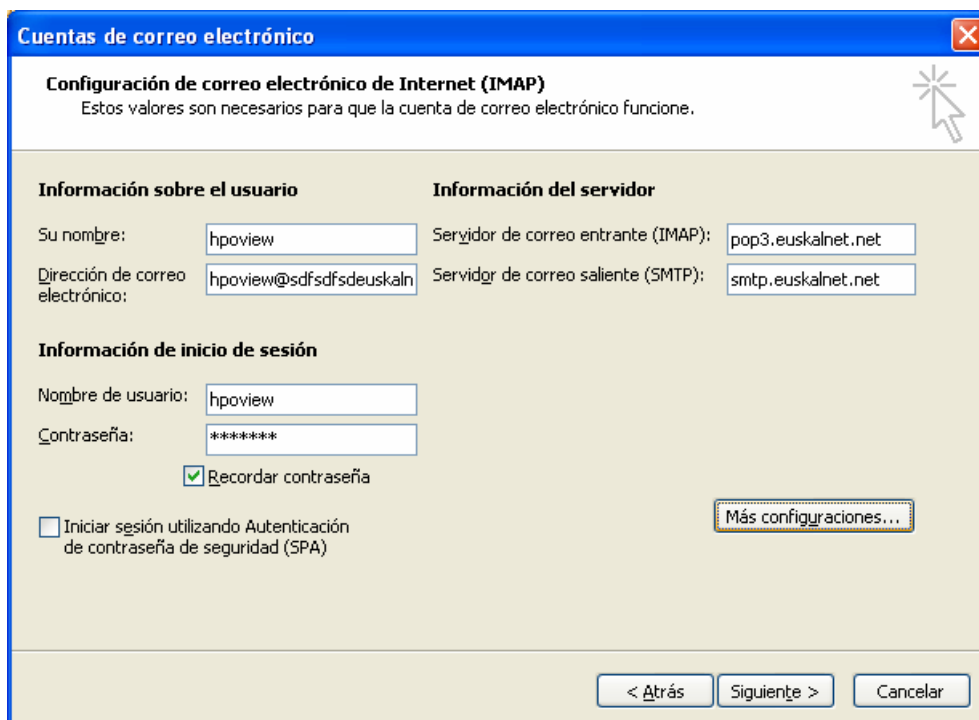 Cuentas de correo electrónico
Configuración de correo electrónico de Internet (IMAP)
Estos valores son necesarios para que la cuenta de correo electrónico funcione.
Información sobre el usuario
Su nombre: hpoview
Dirección de correo
electrónico: hpoview@sdfsdfsdeuskaln
Información del servidor
Servidor de correo entrante (IMAP): pop3.euskalnet.net
Servidor de correo saliente (SMTP): smtp.euskalnet.net
Información de inicio de sesión
Nombre de usuario: hpoview
Contraseña: *******
Recordar contraseña
Iniciar sesión utilizando Autenticación
de contraseña de seguridad (SPA)
Más configuraciones...
< Atrás
Siguiente >
Cancelar